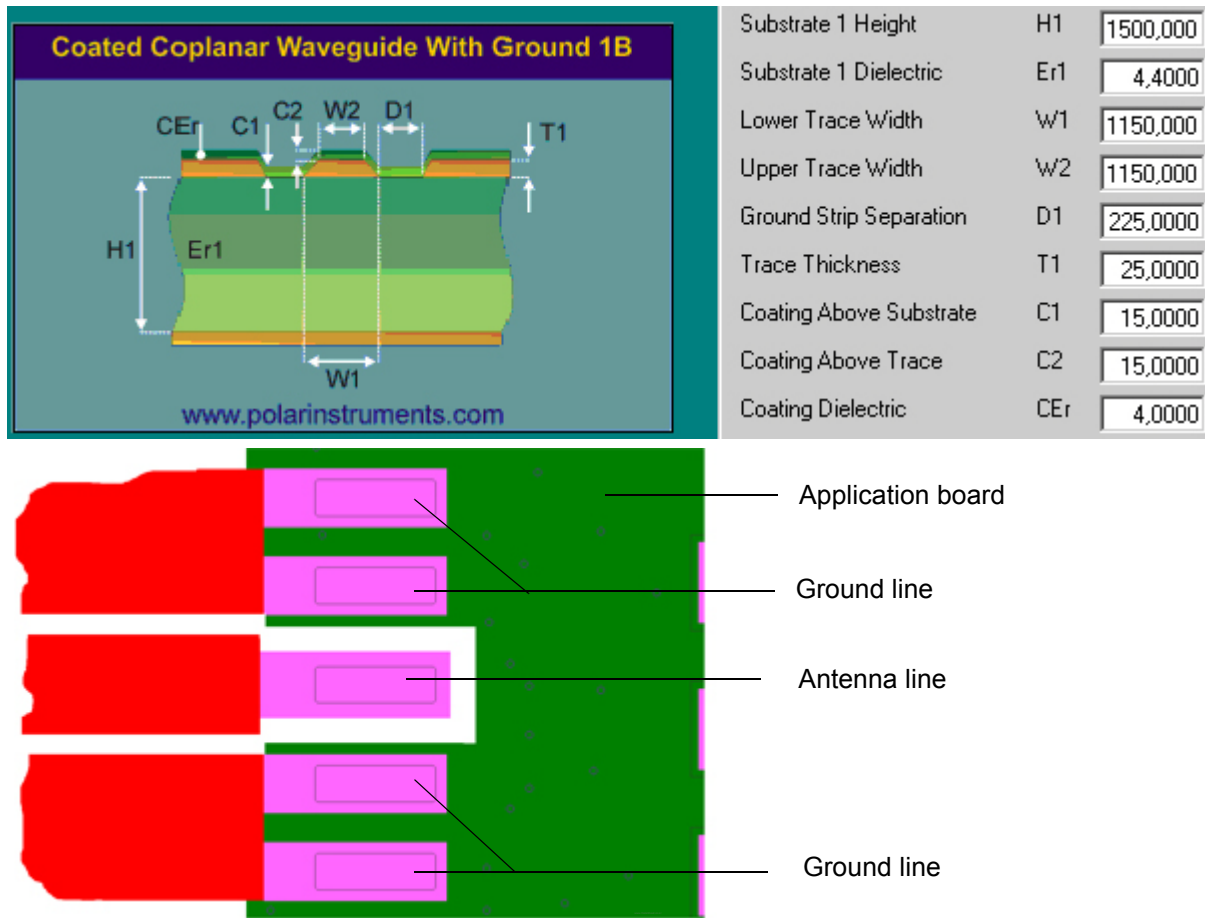 Coated Coplanar Waveguide With Ground 1B
CEr
C1
C2
W2
D1
T1
H1
Er1
W1
www.polarinstruments.com
Substrate 1 Height H1 1500,000
Substrate 1 Dielectric Er1 4,4000
Lower Trace Width W1 1150,000
Upper Trace Width W2 1150,000
Ground Strip Separation D1 225,0000
Trace Thickness T1 25,0000
Coating Above Substrate C1 15,0000
Coating Above Trace C2 15,0000
Coating Dielectric CEr 4,0000
Application board
Ground line
Antenna line
Ground line